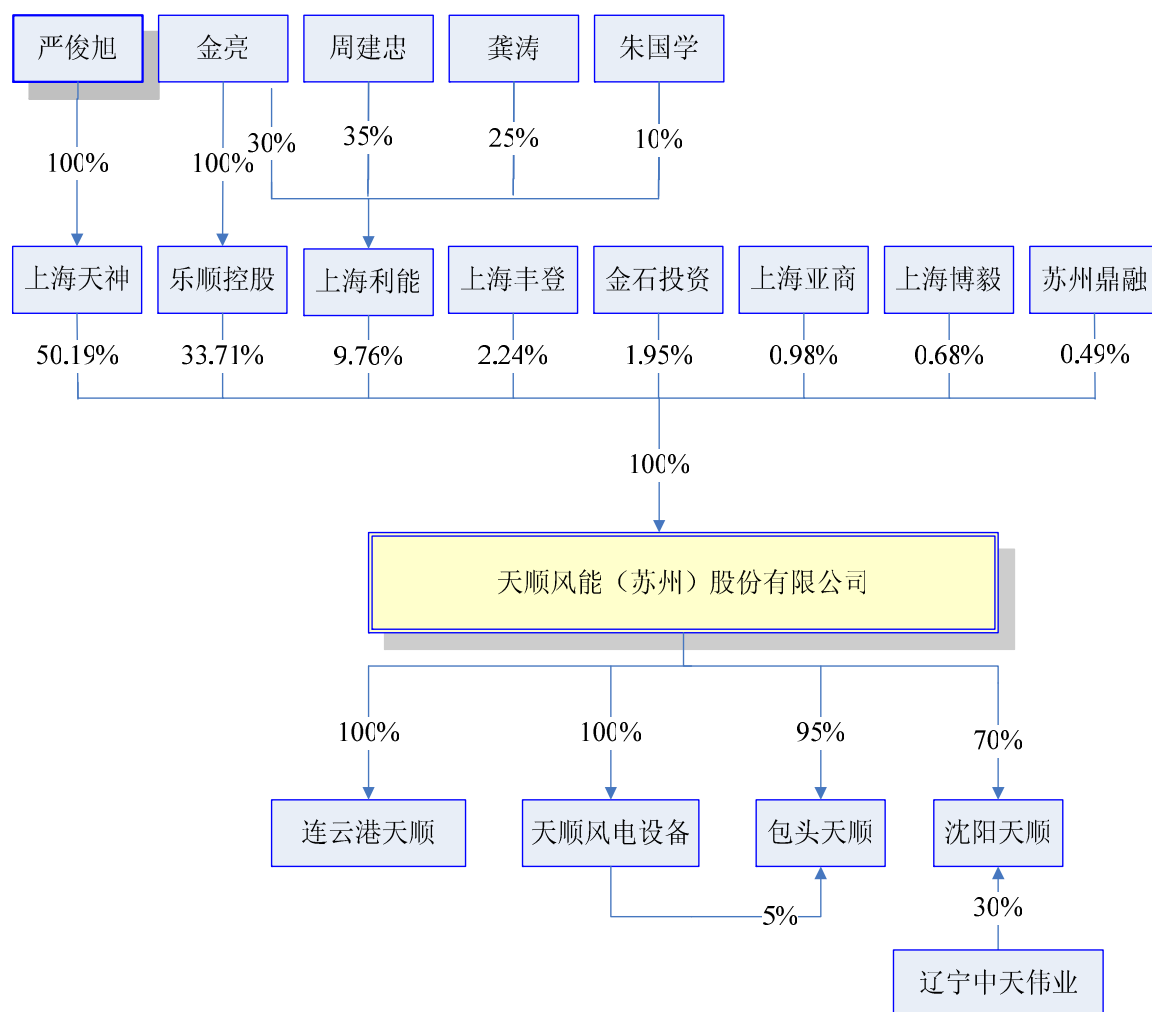 严俊旭 金亮 周建忠 龚涛 朱国学
100% 100% 30% 35% 25% 10%
上海天神 乐顺控股 上海利能 上海丰登 金石投资 上海亚商 上海博毅 苏州鼎融
50.19% 33.71% 9.76% 2.24% 1.95% 0.98% 0.68% 0.49%
100%
天顺风能（苏州）股份有限公司
100% 100% 95% 70%
连云港天顺 天顺风电设备 包头天顺 沈阳天顺
5% 30%
辽宁中天伟业